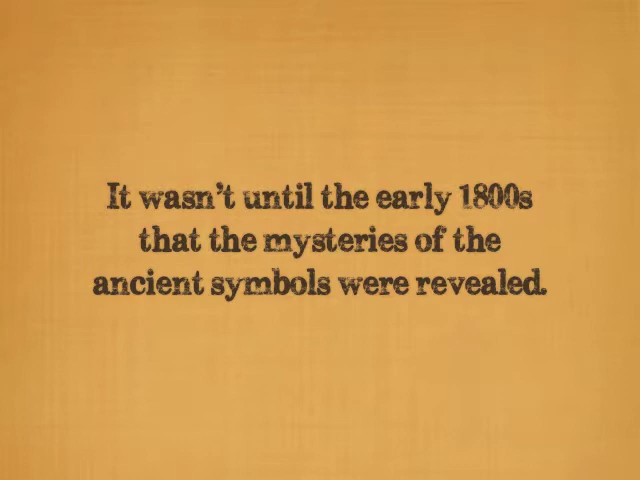 It wasn't until the early 1800s
that the mysteries of the
ancient symbols were revealed.